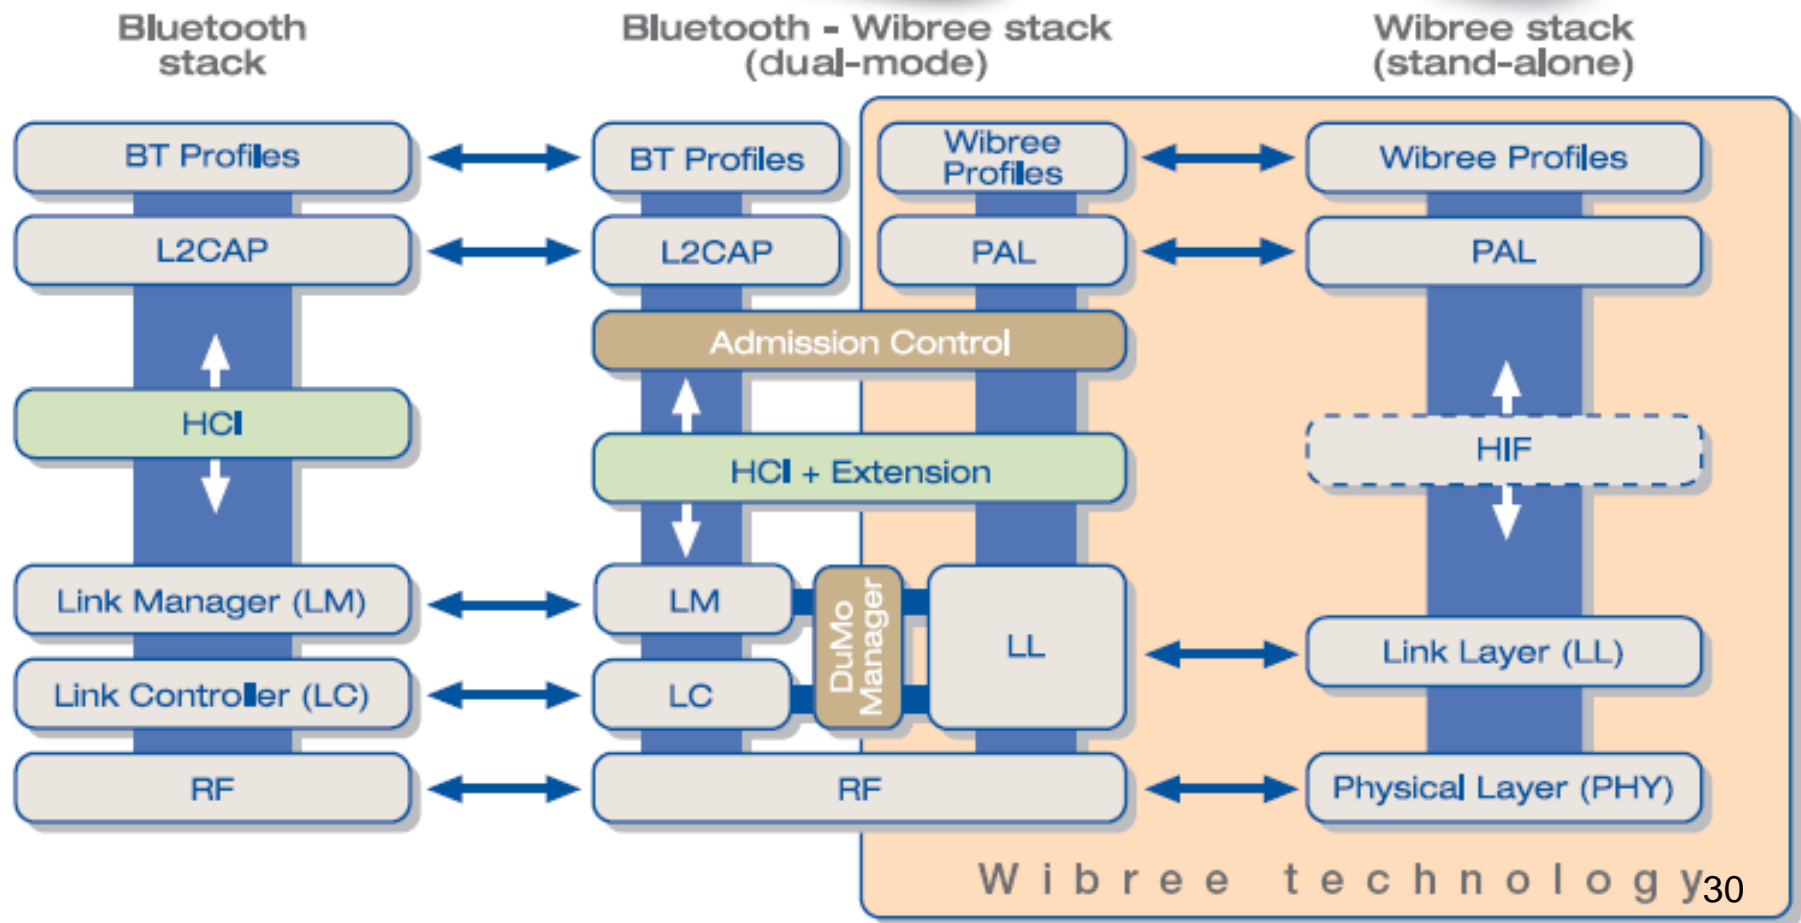 Bluetooth
stack
Bluetooth - Wibree stack
(dual-mode)
Wibree stack
(stand-alone)
BT Profiles
BT Profiles
Wibree
Profiles
Wibree Profiles
L2CAP
L2CAP
PAL
PAL
Admission Control
HCI
HCI + Extension
HIF
Link Manager (LM)
LM
DuMo
Manager
LL
Link Layer (LL)
Link Controller (LC)
LC
RF
RF
Physical Layer (PHY)
Wibree technology
30